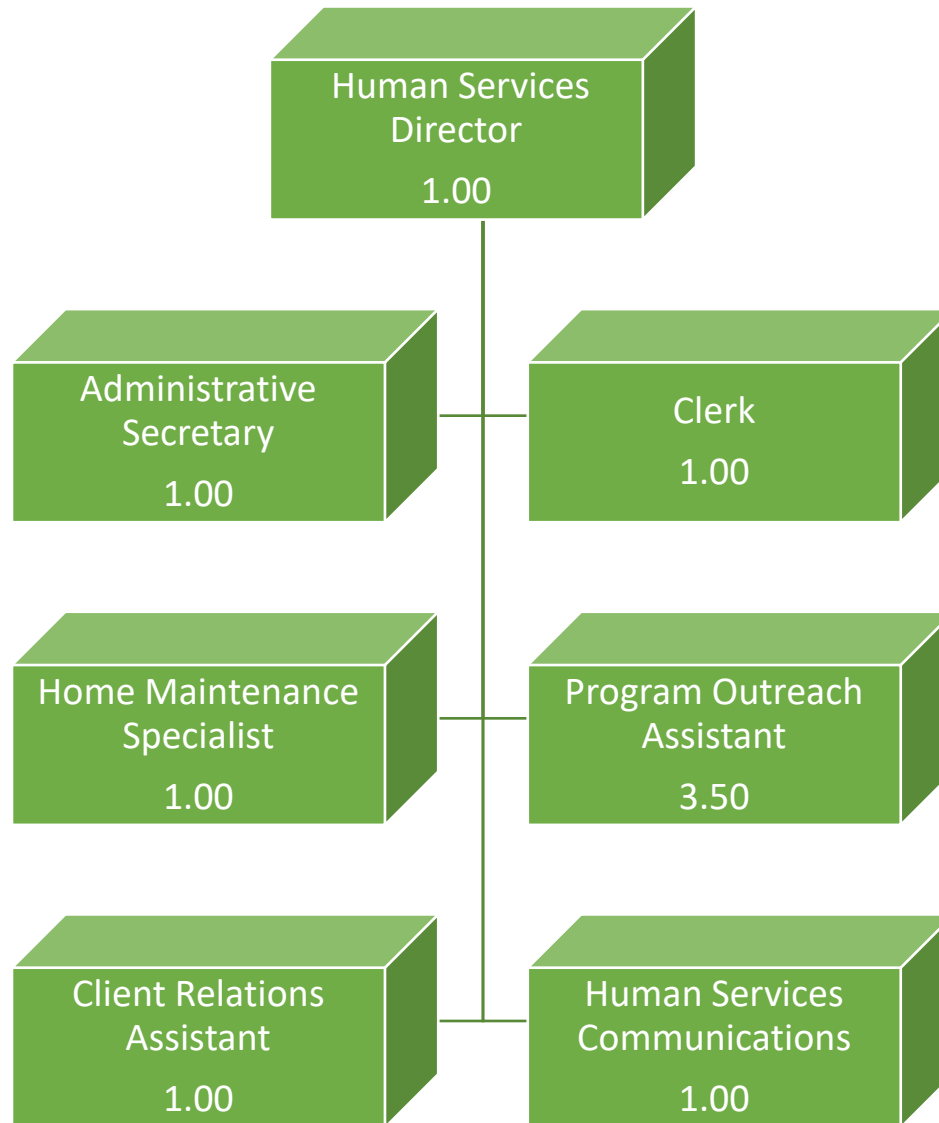 Human Services
Director
1.00
Administrative
Secretary
1.00
Clerk
1.00
Home Maintenance
Specialist
1.00
Program Outreach
Assistant
3.50
Client Relations
Assistant
1.00
Human Services
Communications
1.00